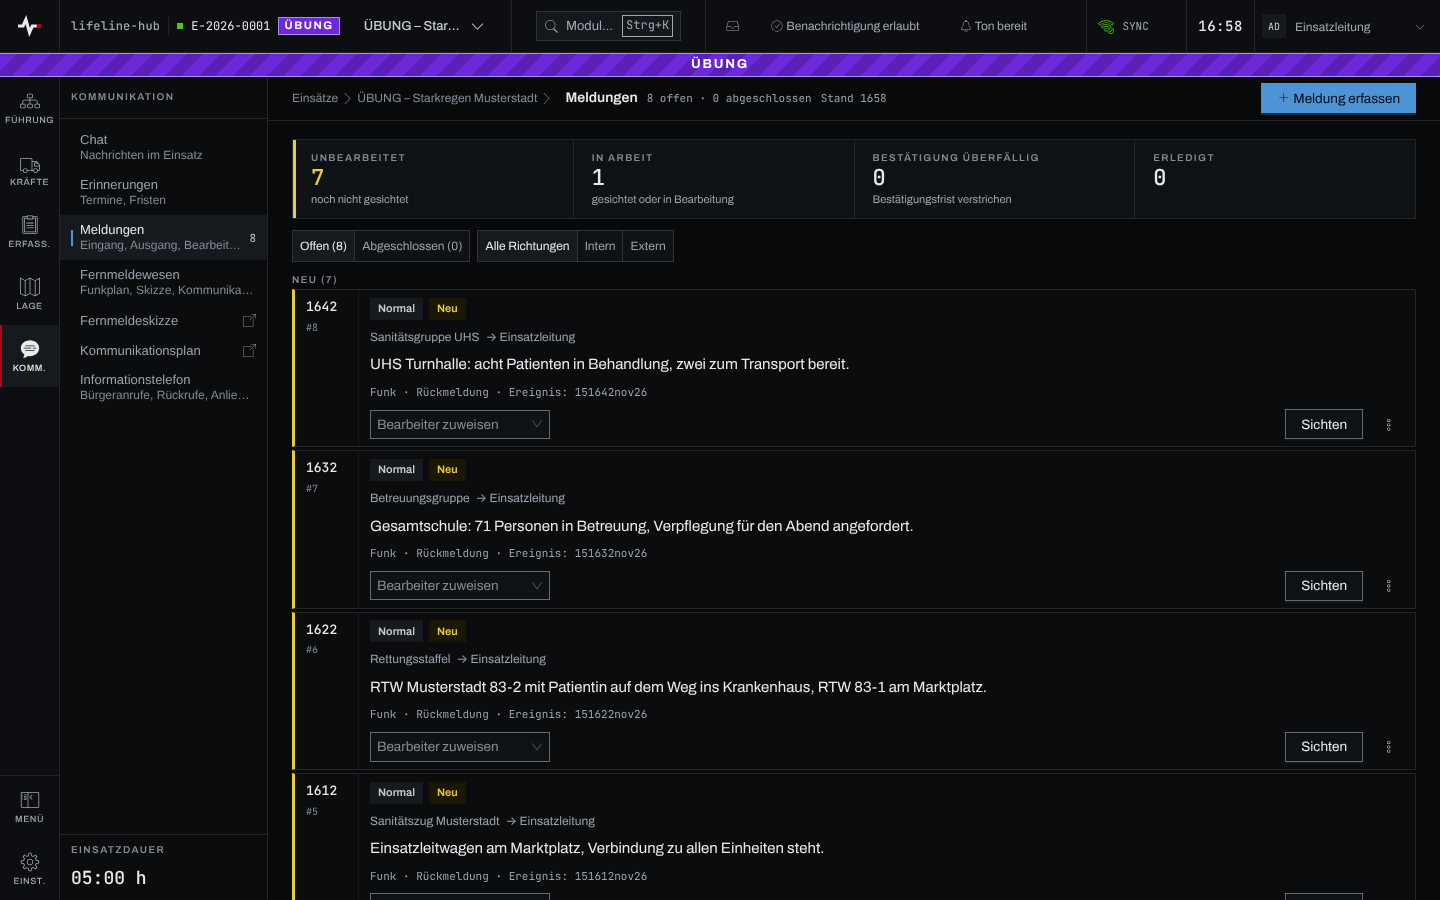 lifeline-hub E-2026-0001 ÜBUNG ÜBUNG – Star... Modul... Strg+K Benachrichtigung erlaubt Ton bereit SYNC 16:58 AD Einsatzleitung
ÜBUNG
FÜHRUNG
KRÄFTE
ERFASS.
LAGE
KOMM.
MENÜ
EINST.
KOMMUNIKATION
Chat
Nachrichten im Einsatz
Erinnerungen
Termine, Fristen
Meldungen
Eingang, Ausgang, Bearbeit... 8
Fernmeldewesen
Funkplan, Skizze, Kommunika...
Fernmeldeskizze
Kommunikationsplan
Informationstelefon
Bürgeranrufe, Rückrufe, Anlie...
EINSATZDAUER
05:00 h
Einsätze ÜBUNG – Starkregen Musterstadt Meldungen 8 offen · 0 abgeschlossen Stand 1658 + Meldung erfassen
UNBEARBEITET
7
noch nicht gesichtet
IN ARBEIT
1
gesichtet oder in Bearbeitung
BESTÄTIGUNG ÜBERFÄLLIG
0
Bestätigungsfrist verstrichen
ERLEDIGT
0
Offen (8) Abgeschlossen (0) Alle Richtungen Intern Extern
NEU (7)
1642 Normal Neu
#8
Sanitätsgruppe UHS → Einsatzleitung
UHS Turnhalle: acht Patienten in Behandlung, zwei zum Transport bereit.
Funk · Rückmeldung · Ereignis: 151642nov26
Bearbeiter zuweisen Sichten
1632 Normal Neu
#7
Betreuungsgruppe → Einsatzleitung
Gesamtschule: 71 Personen in Betreuung, Verpflegung für den Abend angefordert.
Funk · Rückmeldung · Ereignis: 151632nov26
Bearbeiter zuweisen Sichten
1622 Normal Neu
#6
Rettungsstaffel → Einsatzleitung
RTW Musterstadt 83-2 mit Patientin auf dem Weg ins Krankenhaus, RTW 83-1 am Marktplatz.
Funk · Rückmeldung · Ereignis: 151622nov26
Bearbeiter zuweisen Sichten
1612 Normal Neu
#5
Sanitätszug Musterstadt → Einsatzleitung
Einsatzleitwagen am Marktplatz, Verbindung zu allen Einheiten steht.
Funk · Rückmeldung · Ereignis: 151612nov26